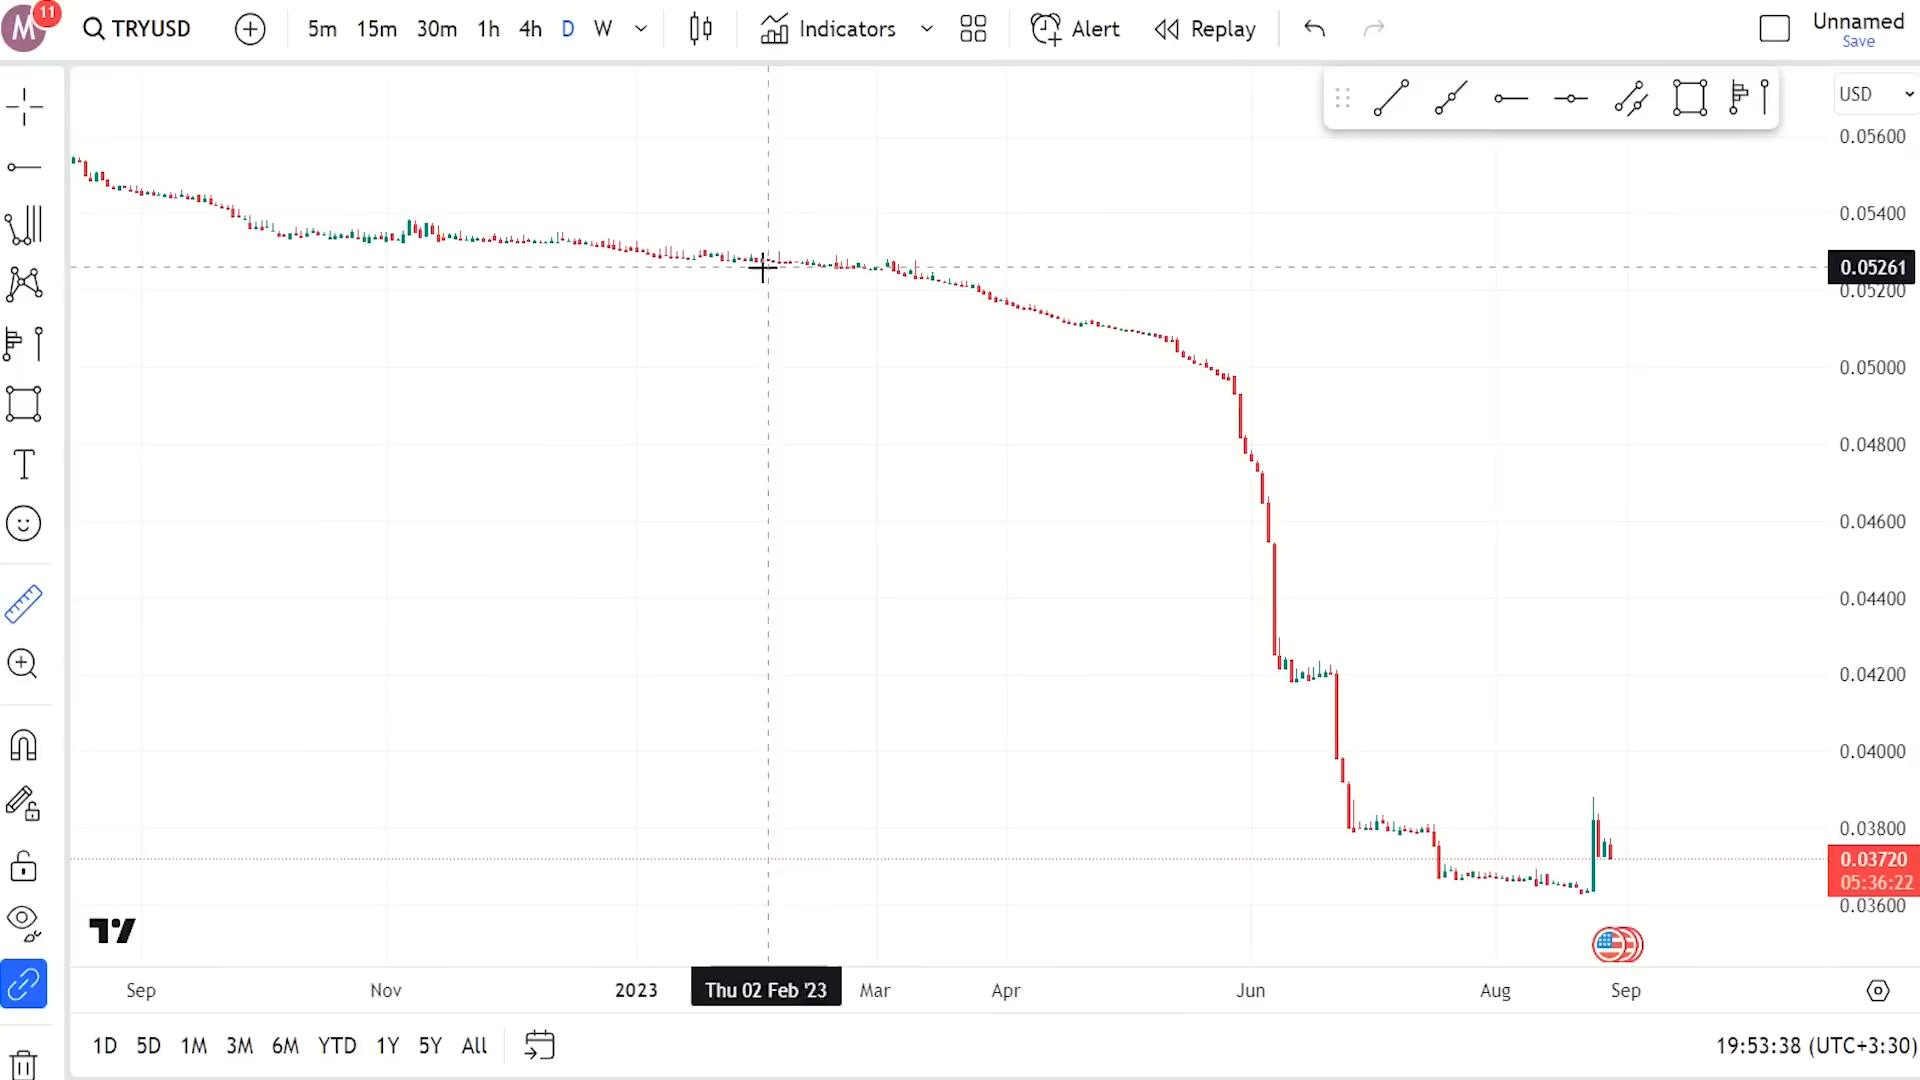 M 11 TRYUSD 5m 15m 30m 1h 4h D W Indicators Alert Replay Unnamed
Save
USD
0.05600
0.05400
0.05261
0.05200
0.05000
0.04800
0.04600
0.04400
0.04200
0.04000
0.03800
0.03720
05:36:22
0.03600
T
TV
Sep Nov 2023 Thu 02 Feb '23 Mar Apr Jun Aug Sep
1D 5D 1M 3M 6M YTD 1Y 5Y All 19:53:38 (UTC+3:30)